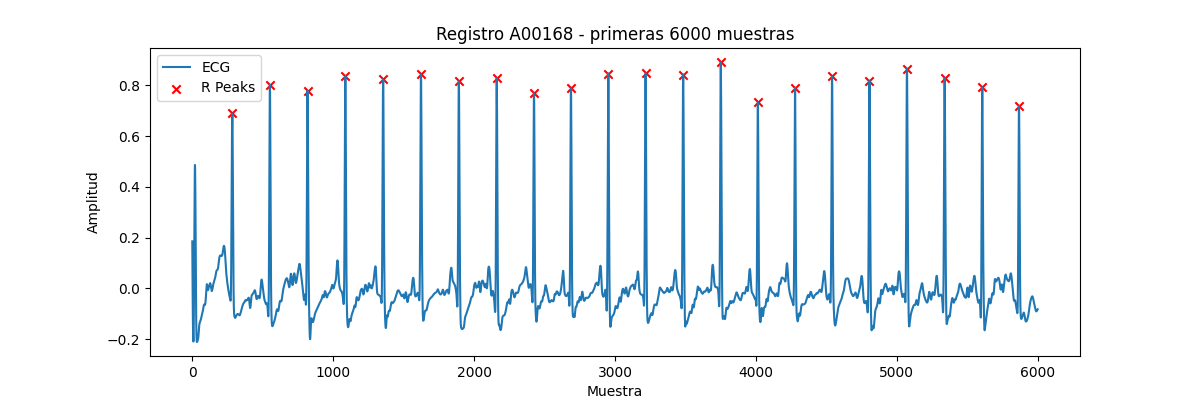 Registro A00168 - primeras 6000 muestras
ECG
R Peaks
Amplitud
0.8
0.6
0.4
0.2
0.0
−0.2
0 1000 2000 3000 4000 5000 6000
Muestra